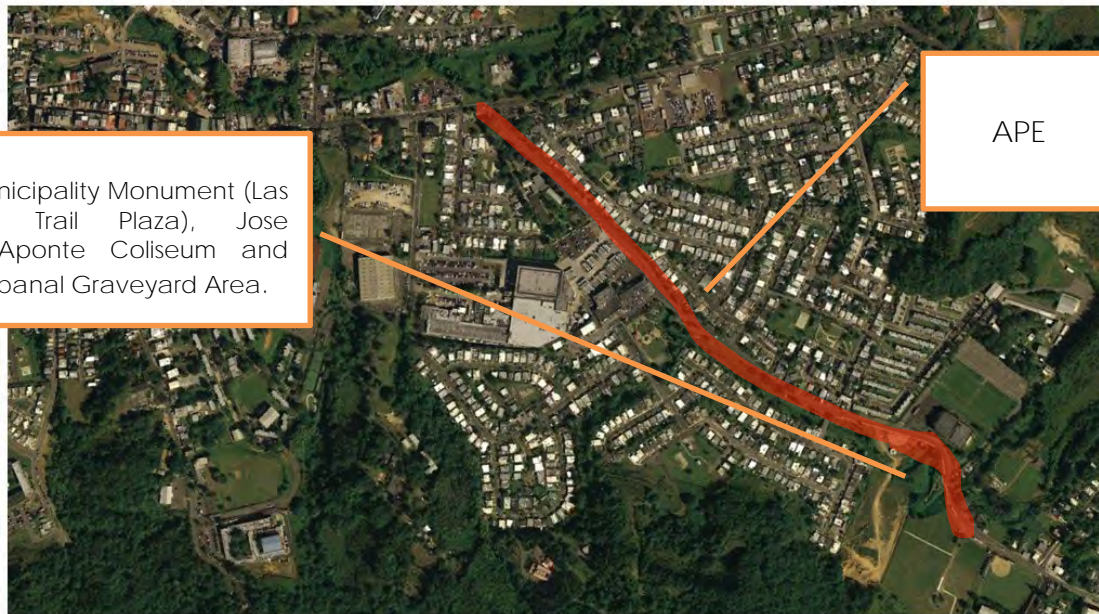 nicipality Monument (Las
Trail Plaza), Jose
Aponte Coliseum and
panal Graveyard Area.
APE